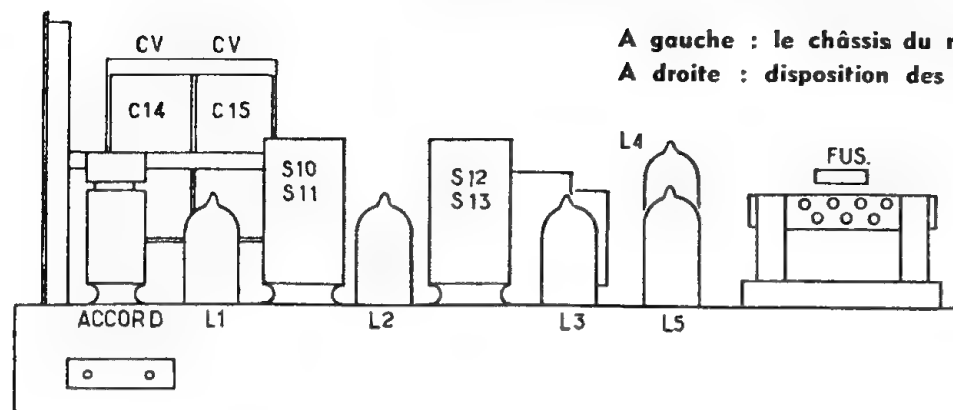 A gauche : le châssis du
A droite : disposition des
CV CV
C14 C15
L4
FUS.
S10
S11
S12
S13
ACCORD L1 L2 L3 L5